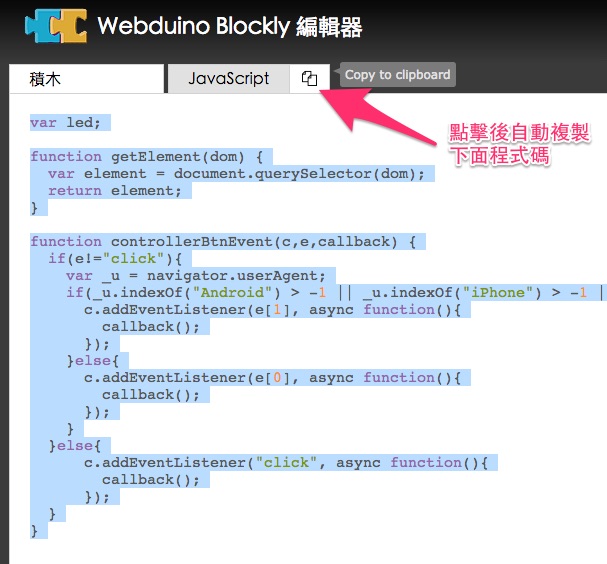 Webduino Blockly 編輯器
積木
JavaScript
Copy to clipboard
點擊後自動複製
下面程式碼
var led;
function getElement(dom) {
  var element = document.querySelector(dom);
  return element;
}
function controllerBtnEvent(c,e,callback) {
  if(e!="click"){
    var _u = navigator.userAgent;
    if(_u.indexOf("Android") > -1 || _u.indexOf("iPhone") > -1 |
      c.addEventListener(e[1], async function(){
        callback();
      });
    }else{
      c.addEventListener(e[0], async function(){
        callback();
      });
    }
  }else{
      c.addEventListener("click", async function(){
        callback();
      });
  }
}